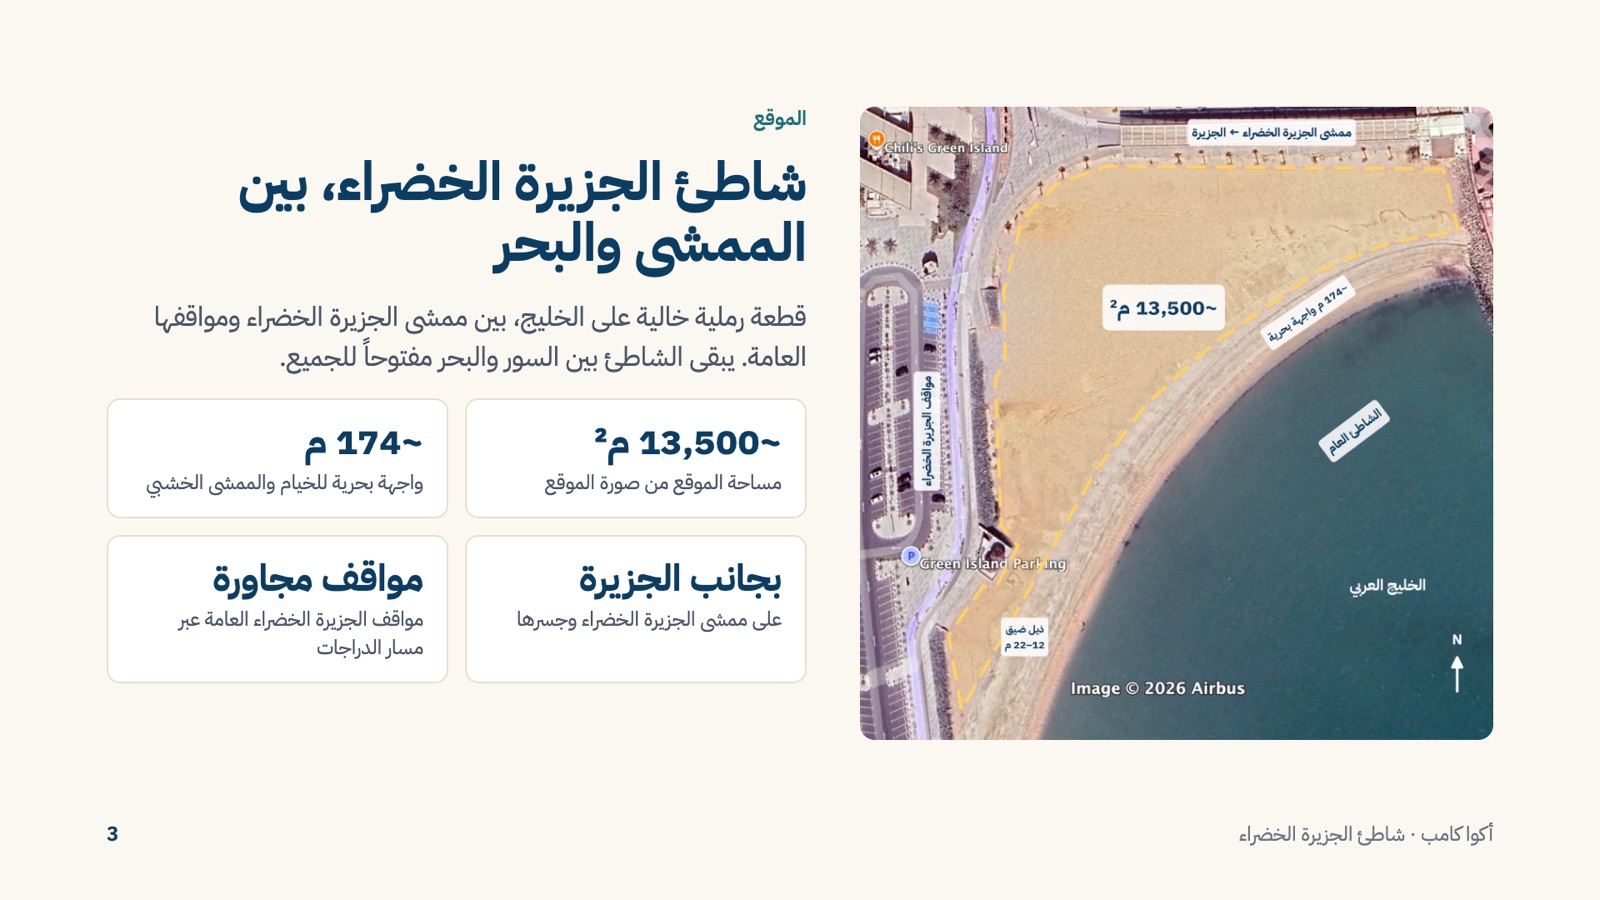 الموقع
شاطئ الجزيرة الخضراء، بين
الممشى والبحر
قطعة رملية خالية على الخليج، بين ممشى الجزيرة الخضراء ومواقفها
العامة. يبقى الشاطئ بين السور والبحر مفتوحاً للجميع.
~13,500 م²
مساحة الموقع من صورة الموقع
~174 م
واجهة بحرية للخيام والممشى الخشبي
بجانب الجزيرة
على ممشى الجزيرة الخضراء وجسرها
مواقف مجاورة
مواقف الجزيرة الخضراء العامة عبر
مسار الدراجات
ممشى الجزيرة الخضراء ← الجزيرة
Chili's Green Island
~13,500 م²
~174 م واجهة بحرية
مواقف الجزيرة الخضراء
الشاطئ العام
P
Green Island Parking
الخليج العربي
ذيل ضيق
12–22 م
N
Image © 2026 Airbus
أكوا كامب · شاطئ الجزيرة الخضراء
3